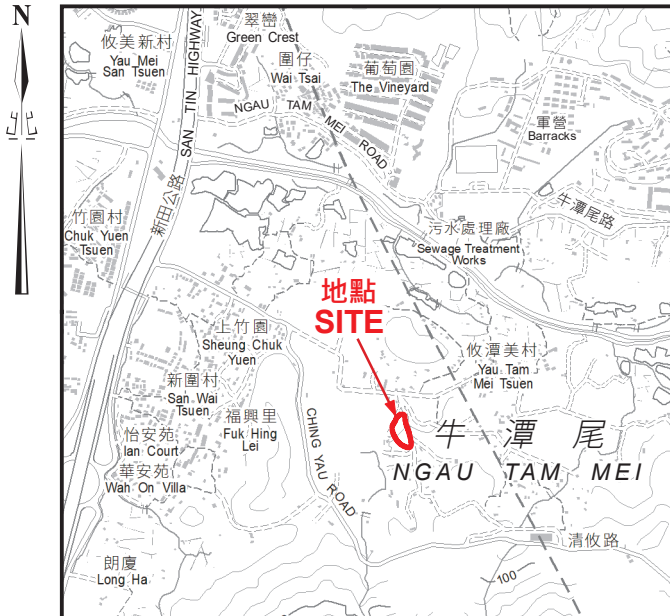 N
攸美新村
Yau Mei
San Tsuen
翠巒
Green Crest
圍仔
Wai Tsai
葡萄園
The Vineyard
軍營
Barracks
NGAU TAM MEI ROAD
新田公路 SAN TIN HIGHWAY
牛潭尾路
竹園村
Chuk Yuen
Tsuen
污水處理廠
Sewage Treatment
Works
地點
SITE
上竹園
Sheung Chuk
Yuen
攸潭美村
Yau Tam
Mei Tsuen
新圍村
San Wai
Tsuen
福興里
Fuk Hing
Lei
怡安苑
Ian Court
華安苑
Wah On Villa
CHING YAU ROAD
牛潭尾
NGAU TAM MEI
清攸路
朗廈
Long Ha
100